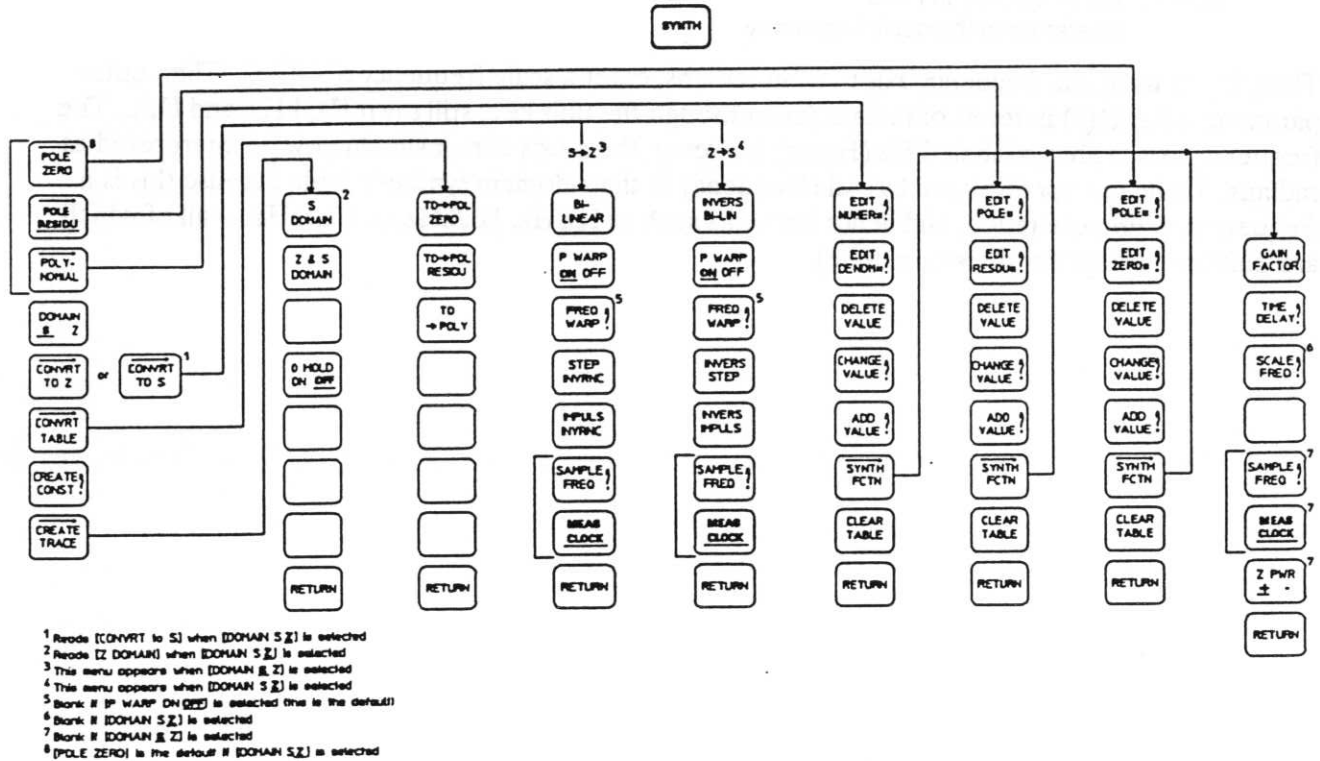 SYNTH
POLE
ZERO
8
POLE
RESIDU
POLY-
NOMIAL
DOMAIN
S Z
CONVRT
TO Z
or
CONVRT
TO S
1
CONVRT
TABLE
CREATE
CONST
CREATE
TRACE
S
DOMAIN
2
Z & S
DOMAIN
0 HOLD
ON OFF
RETURN
TD→POL
ZERO
TD→POL
RESIDU
TD
→POLY
RETURN
S→Z 3
BI-
LINEAR
P WARP
ON OFF
FREQ
WARP
5
STEP
INVRNC
IMPULS
INVRNC
SAMPLE
FREQ
MEAS
CLOCK
RETURN
Z→S 4
INVERS
BI-LIN
P WARP
ON OFF
FREQ
WARP
5
INVERS
STEP
INVERS
IMPULS
SAMPLE
FREQ
MEAS
CLOCK
RETURN
EDIT
NUMER#
EDIT
DENOM#
DELETE
VALUE
CHANGE
VALUE
ADD
VALUE
SYNTH
FCTN
CLEAR
TABLE
RETURN
EDIT
POLE#
EDIT
RESDU#
DELETE
VALUE
CHANGE
VALUE
ADD
VALUE
SYNTH
FCTN
CLEAR
TABLE
RETURN
EDIT
POLE#
EDIT
ZERO#
DELETE
VALUE
CHANGE
VALUE
ADD
VALUE
SYNTH
FCTN
CLEAR
TABLE
RETURN
GAIN
FACTOR
TIME
DELAY
SCALE
FREQ
6
SAMPLE
FREQ
7
MEAS
CLOCK
7
Z PWR
+ -
7
RETURN
1 Reads [CONVRT to S] when [DOMAIN S Z] is selected
2 Reads [Z DOMAIN] when [DOMAIN S Z] is selected
3 This menu appears when [DOMAIN S Z] is selected
4 This menu appears when [DOMAIN S Z] is selected
5 Blank if [P WARP ON OFF] is selected (this is the default)
6 Blank if [DOMAIN S Z] is selected
7 Blank if [DOMAIN S Z] is selected
8 [POLE ZERO] is the default if [DOMAIN S Z] is selected